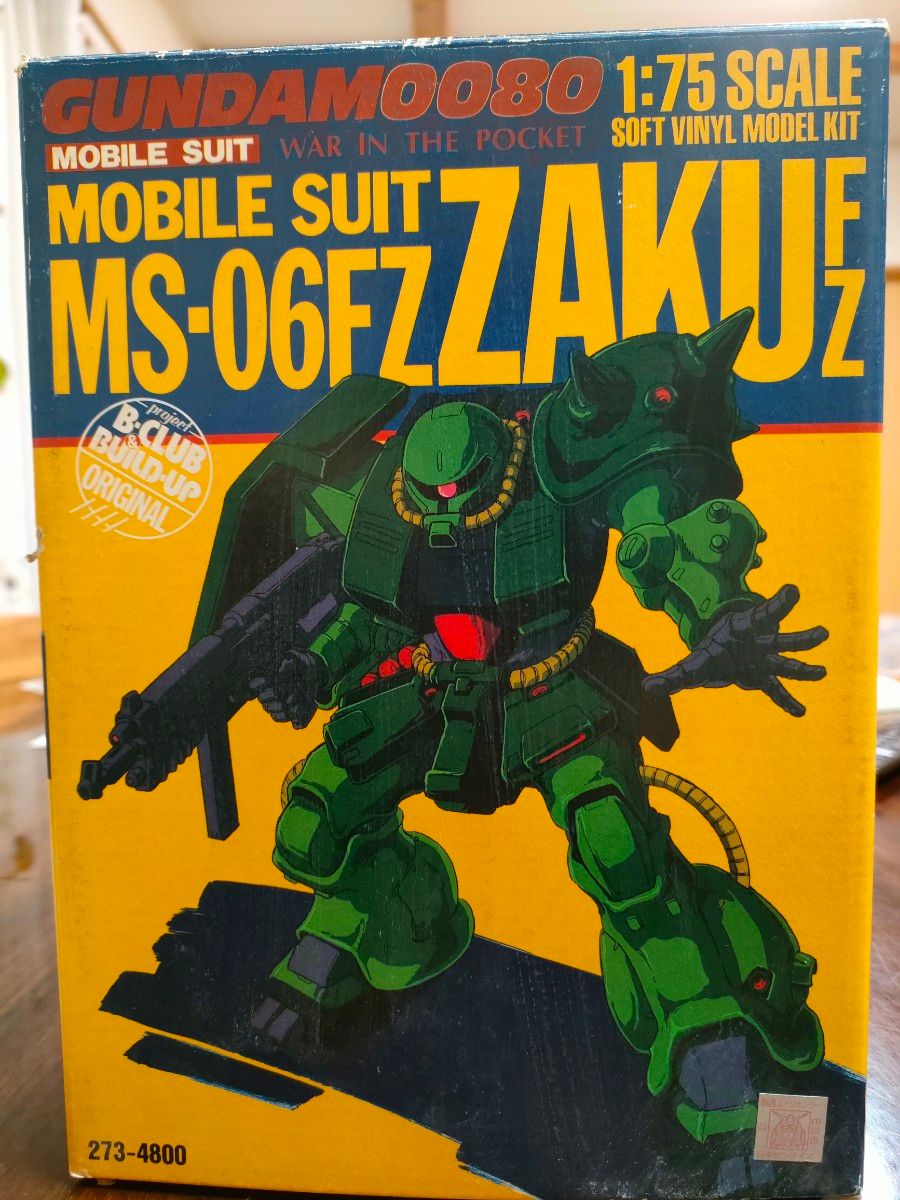 GUNDAM0080
MOBILE SUIT WAR IN THE POCKET
1:75 SCALE
SOFT VINYL MODEL KIT
MOBILE SUIT
MS-06FZ
ZAKU FZ
project
B-CLUB
&
BUILD-UP
ORIGINAL
273-4800